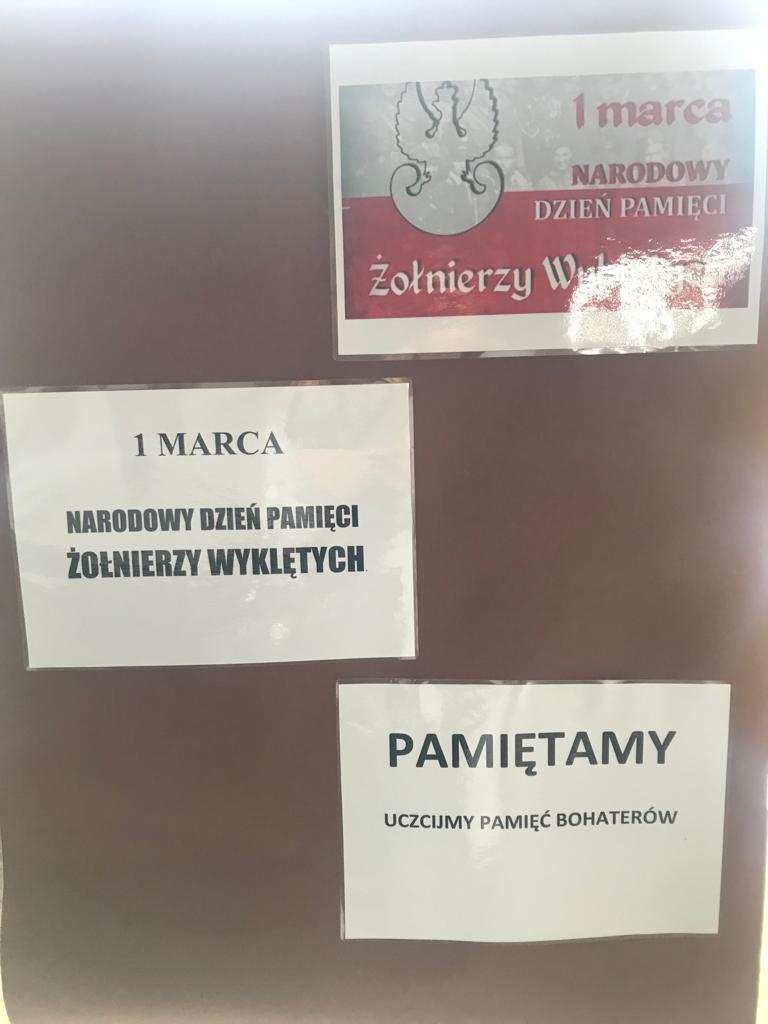 1 marca
NARODOWY
DZIEŃ PAMIĘCI
Żołnierzy
1 MARCA
NARODOWY DZIEŃ PAMIĘCI
ŻOŁNIERZY WYKLĘTYCH.
PAMIĘTAMY
UCZCIJMY PAMIĘĆ BOHATERÓW